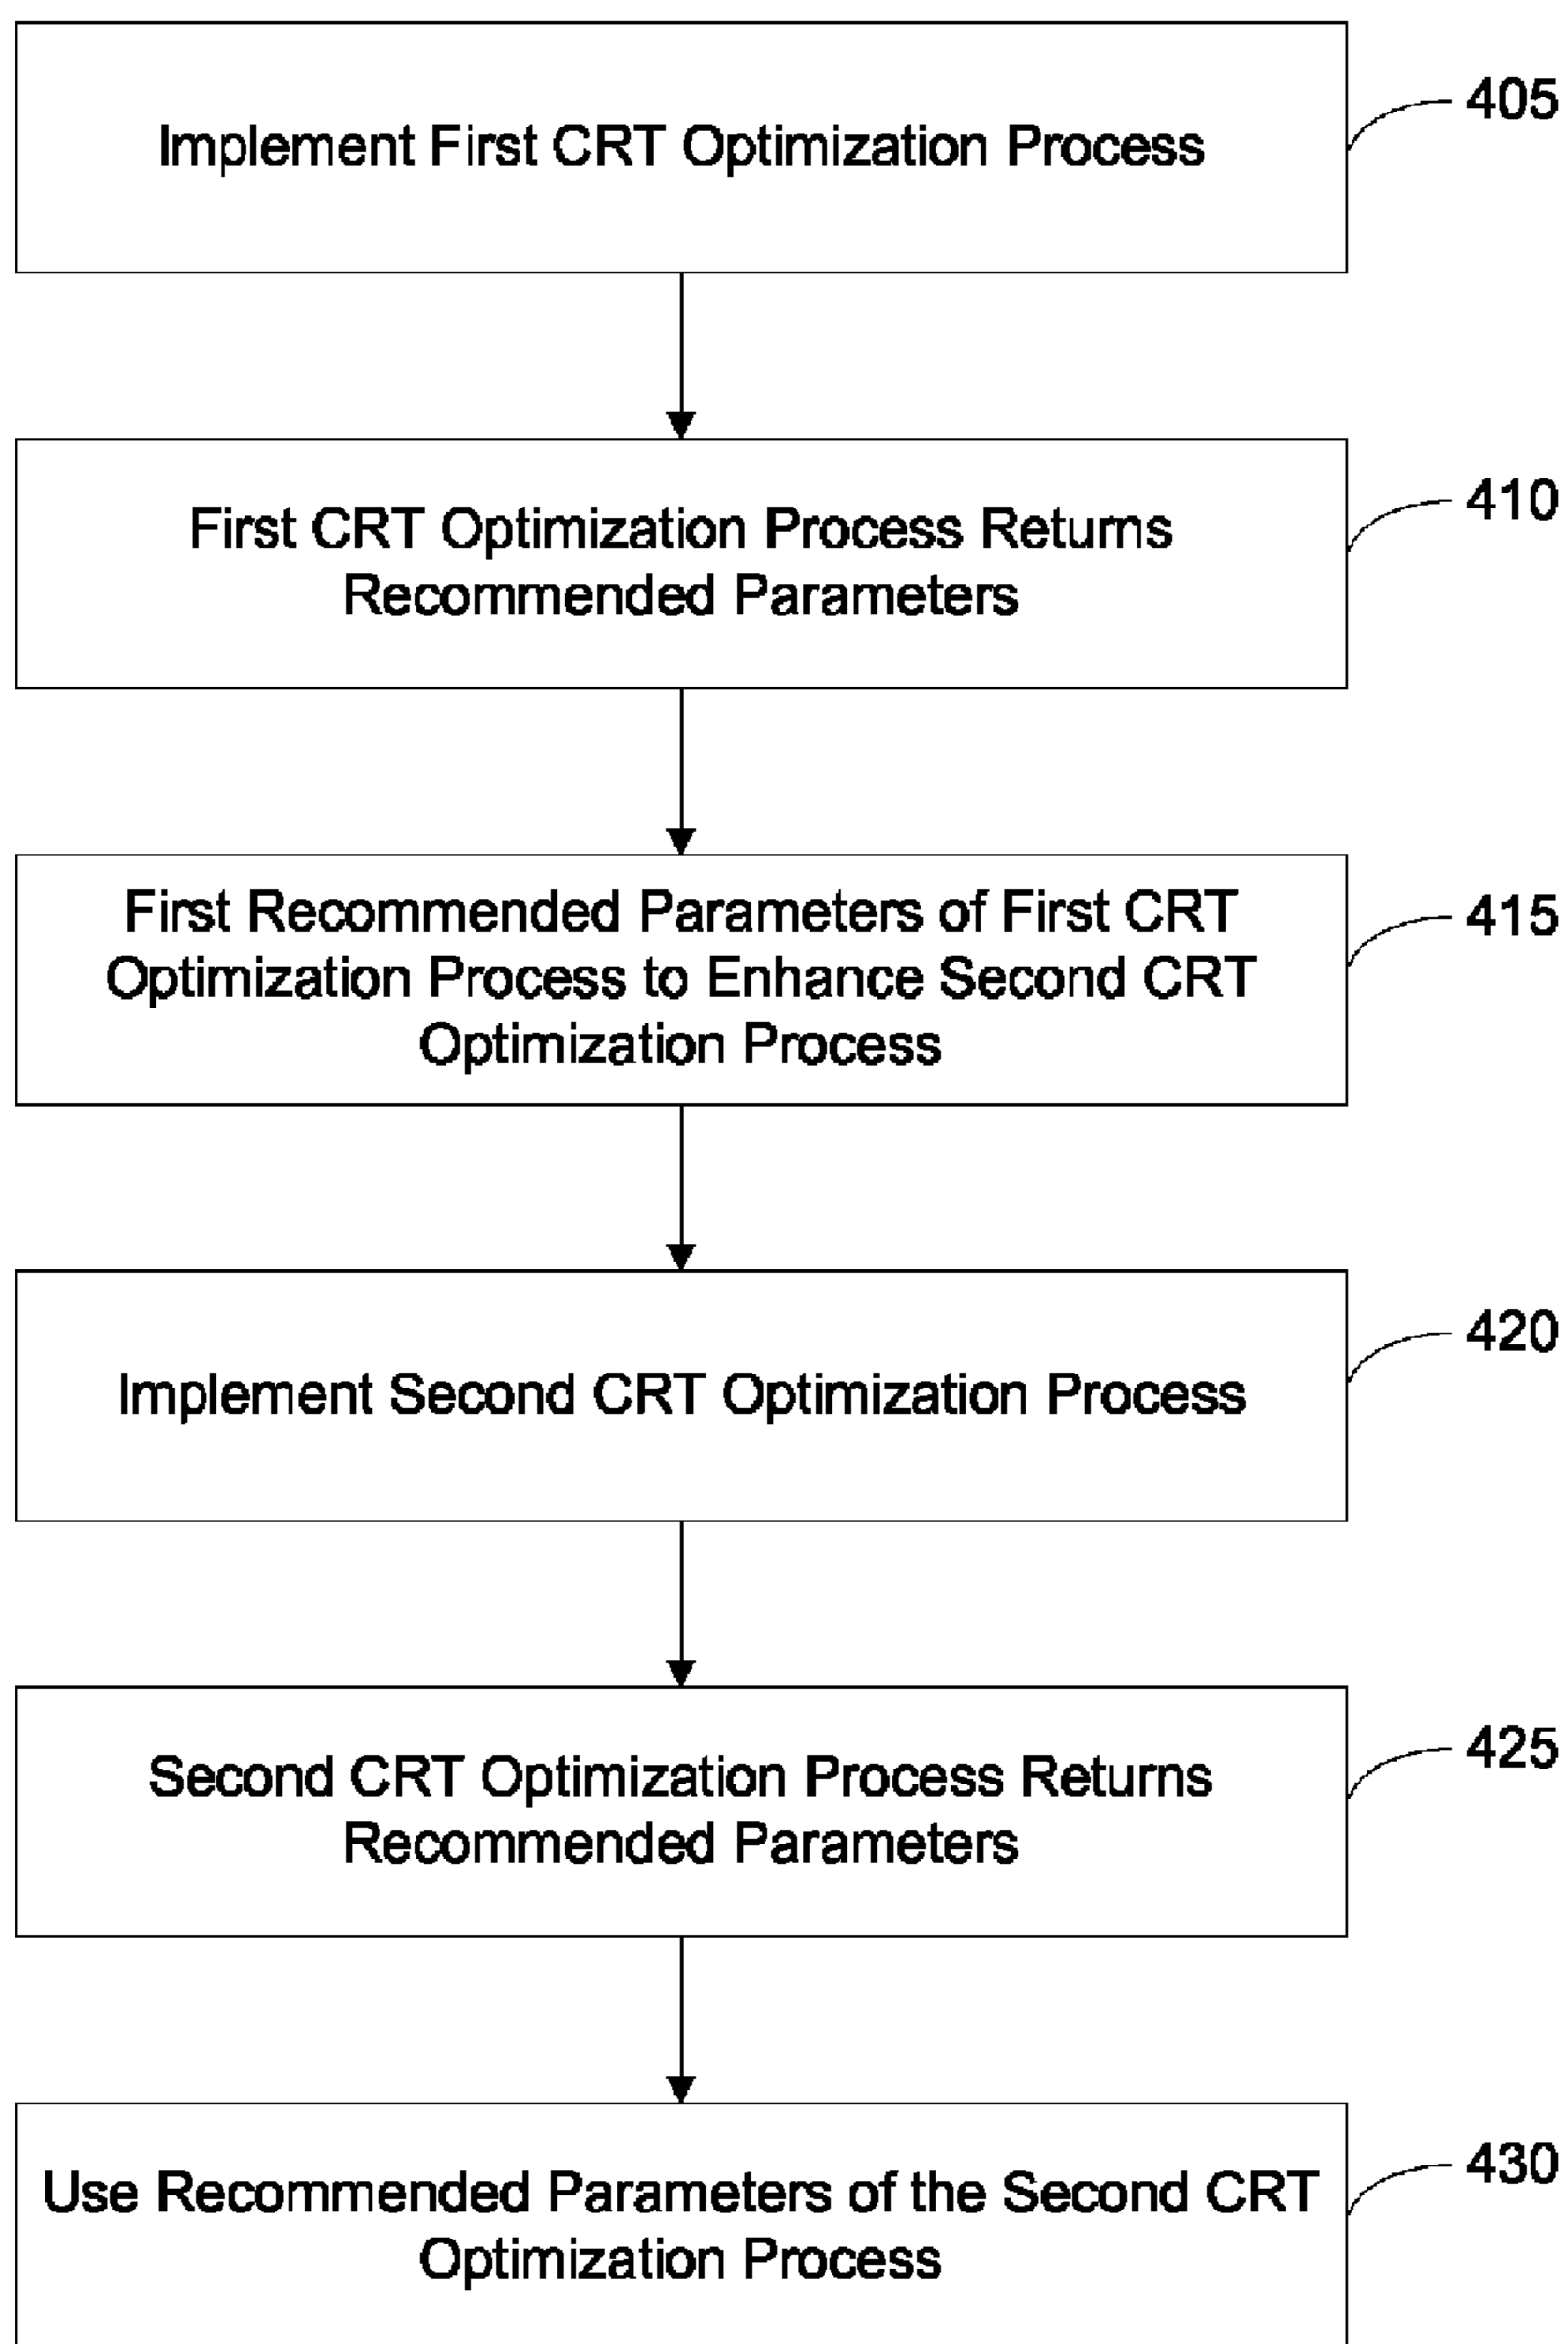 Implement First CRT Optimization Process
405
First CRT Optimization Process Returns
Recommended Parameters
410
First Recommended Parameters of First CRT
Optimization Process to Enhance Second CRT
Optimization Process
415
Implement Second CRT Optimization Process
420
Second CRT Optimization Process Returns
Recommended Parameters
425
Use Recommended Parameters of the Second CRT
Optimization Process
430